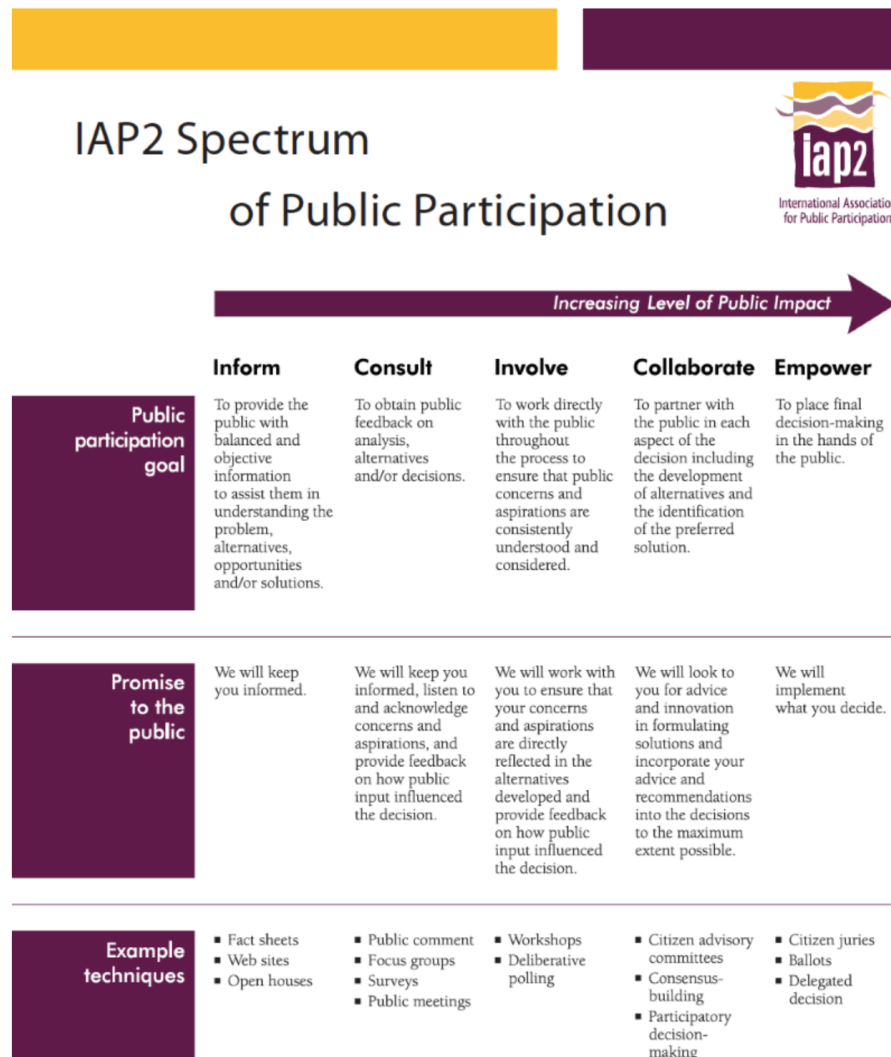 IAP2 Spectrum
of Public Participation
iap2
International Associatio
for Public Participation
Increasing Level of Public Impact
Inform
Consult
Involve
Collaborate
Empower
Public
participation
goal
To provide the
public with
balanced and
objective
information
to assist them in
understanding the
problem,
alternatives,
opportunities
and/or solutions.
To obtain public
feedback on
analysis,
alternatives
and/or decisions.
To work directly
with the public
throughout
the process to
ensure that public
concerns and
aspirations are
consistently
understood and
considered.
To partner with
the public in each
aspect of the
decision including
the development
of alternatives and
the identification
of the preferred
solution.
To place final
decision-making
in the hands of
the public.
Promise
to the
public
We will keep
you informed.
We will keep you
informed, listen to
and acknowledge
concerns and
aspirations, and
provide feedback
on how public
input influenced
the decision.
We will work with
you to ensure that
your concerns
and aspirations
are directly
reflected in the
alternatives
developed and
provide feedback
on how public
input influenced
the decision.
We will look to
you for advice
and innovation
in formulating
solutions and
incorporate your
advice and
recommendations
into the decisions
to the maximum
extent possible.
We will
implement
what you decide.
Example
techniques
▪ Fact sheets
▪ Web sites
▪ Open houses
▪ Public comment
▪ Focus groups
▪ Surveys
▪ Public meetings
▪ Workshops
▪ Deliberative
polling
▪ Citizen advisory
committees
▪ Consensus-
building
▪ Participatory
decision-
making
▪ Citizen juries
▪ Ballots
▪ Delegated
decision